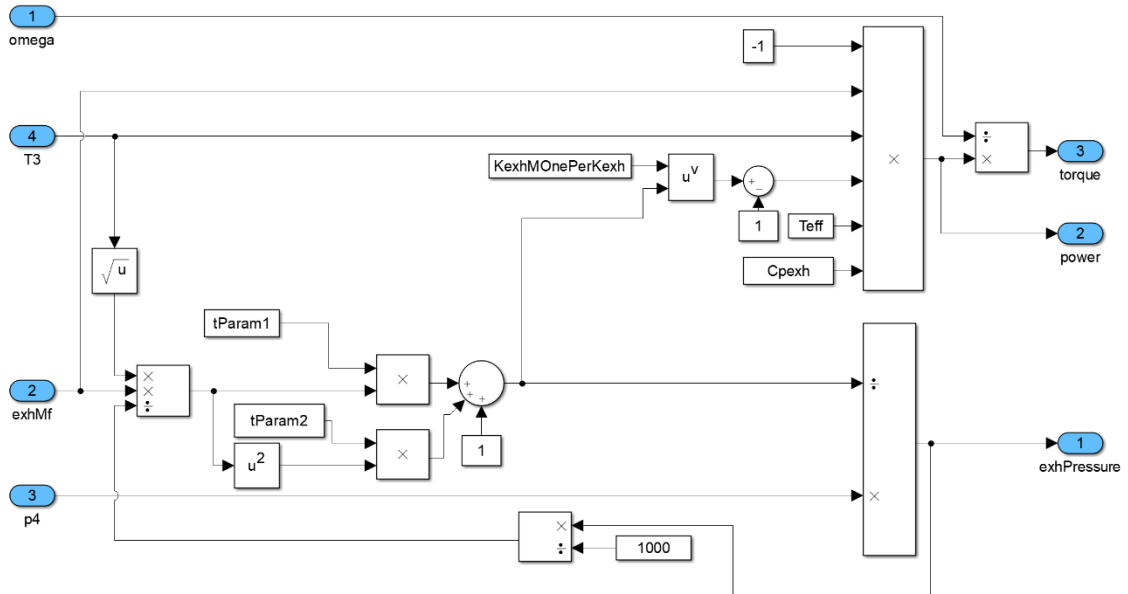 1
omega
-1
4
T3
×
÷
×
3
torque
KexhMOnePerKexh
u^v
+
−
1
Teff
2
power
√u
Cpexh
tParam1
×
×
÷
×
+
+
+
÷
2
exhMf
tParam2
×
1
u^2
1
exhPressure
3
p4
×
×
÷
1000